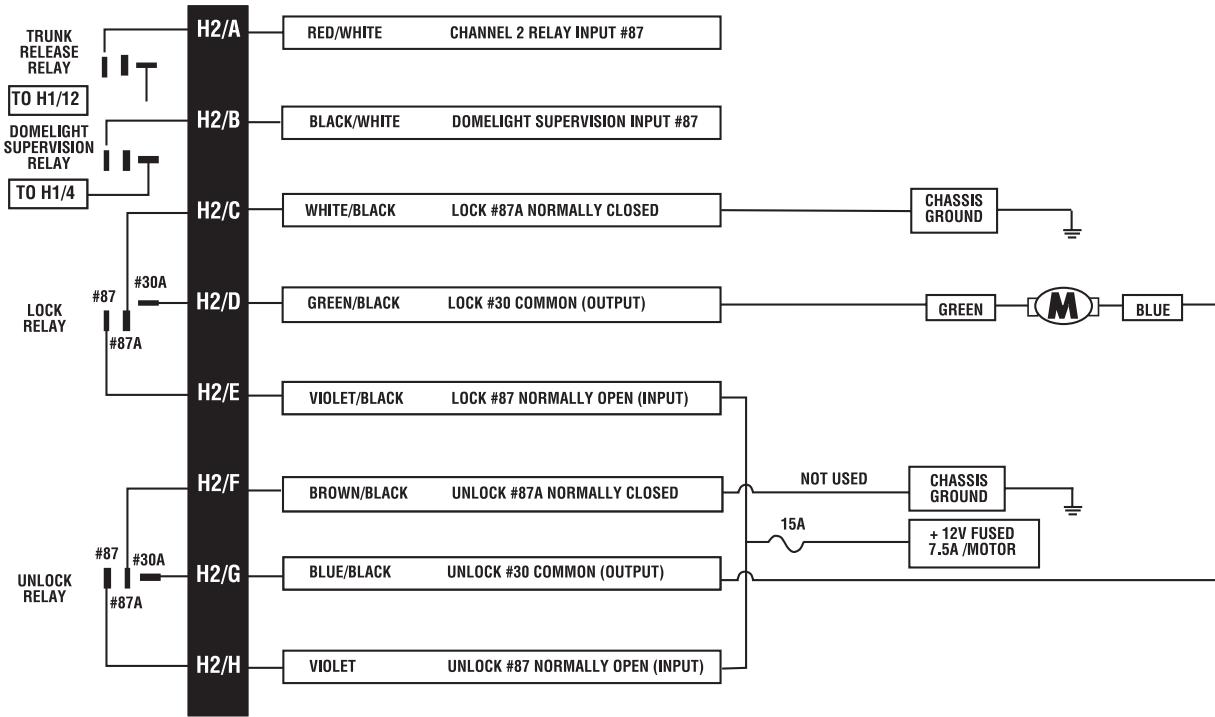 TRUNK
RELEASE
RELAY
TO H1/12
DOMELIGHT
SUPERVISION
RELAY
TO H1/4
#87
#30A
#87A
LOCK
RELAY
#87
#30A
#87A
UNLOCK
RELAY
H2/A
RED/WHITE CHANNEL 2 RELAY INPUT #87
H2/B
BLACK/WHITE DOMELIGHT SUPERVISION INPUT #87
H2/C
WHITE/BLACK LOCK #87A NORMALLY CLOSED
CHASSIS
GROUND
H2/D
GREEN/BLACK LOCK #30 COMMON (OUTPUT)
GREEN
M
BLUE
H2/E
VIOLET/BLACK LOCK #87 NORMALLY OPEN (INPUT)
H2/F
BROWN/BLACK UNLOCK #87A NORMALLY CLOSED
NOT USED
CHASSIS
GROUND
15A
+ 12V FUSED
7.5A /MOTOR
H2/G
BLUE/BLACK UNLOCK #30 COMMON (OUTPUT)
H2/H
VIOLET UNLOCK #87 NORMALLY OPEN (INPUT)